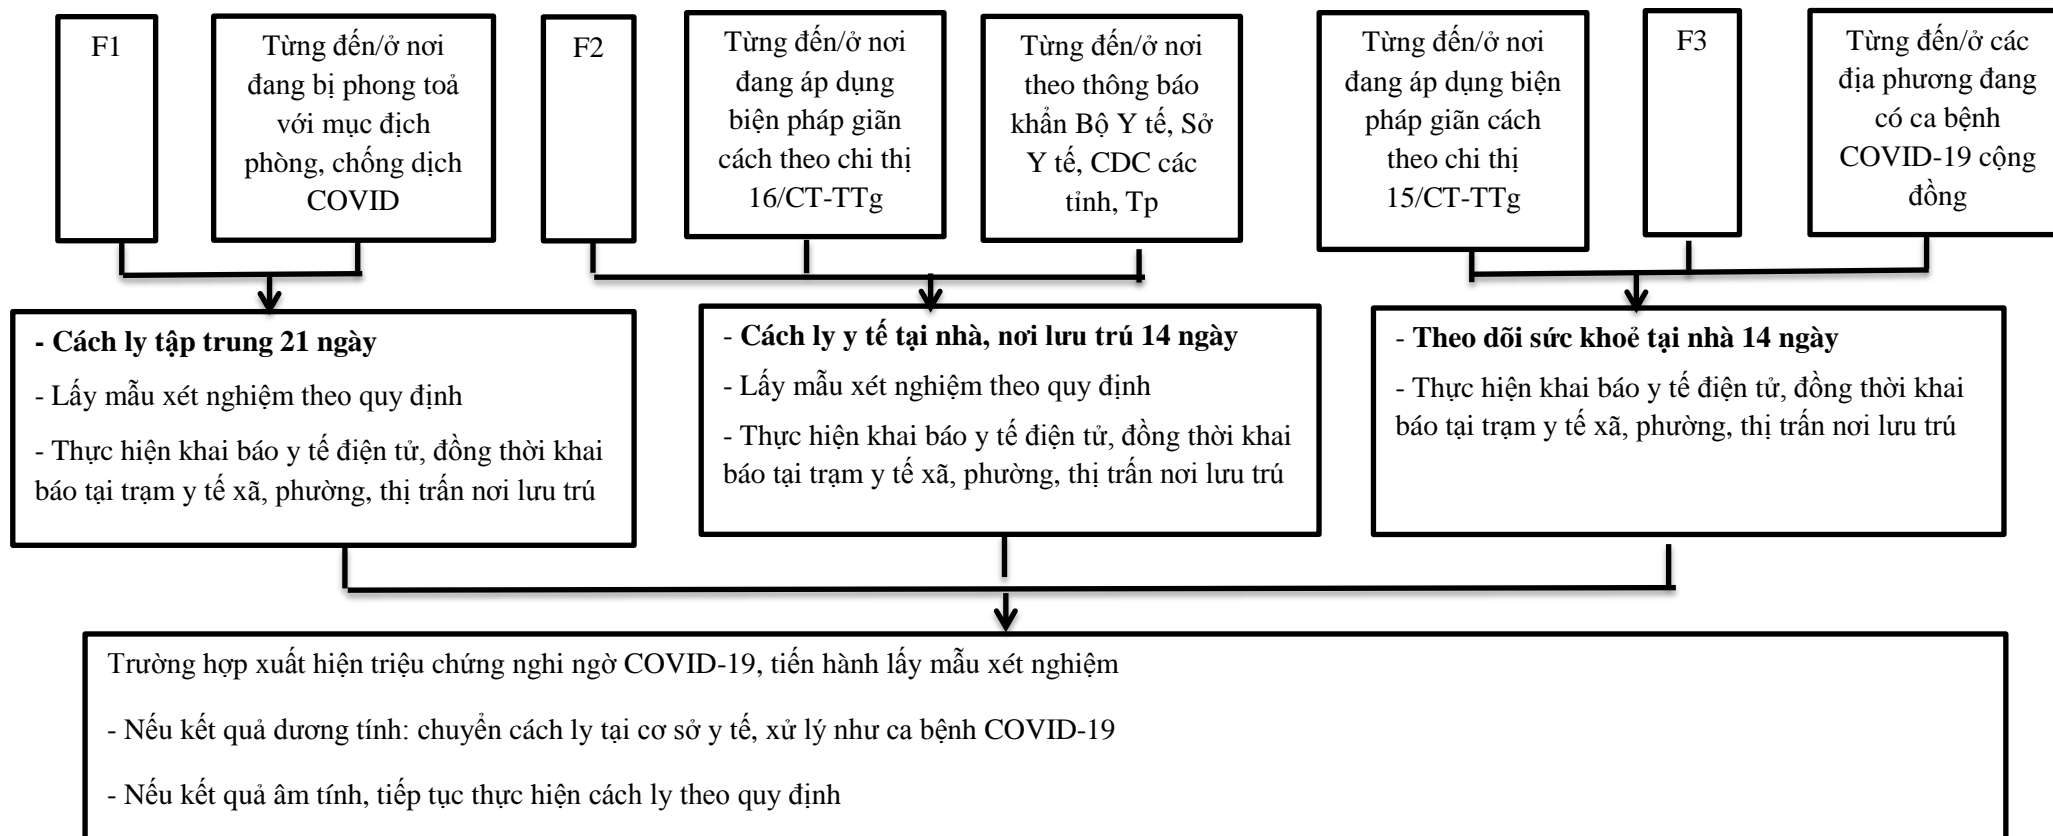 F1
Từng đến/ở nơi
đang bị phong toả
với mục địch
phòng, chống dịch
COVID
F2
Từng đến/ở nơi
đang áp dụng
biện pháp giãn
cách theo chi thị
16/CT-TTg
Từng đến/ở nơi
theo thông báo
khẩn Bộ Y tế, Sở
Y tế, CDC các
tỉnh, Tp
Từng đến/ở nơi
đang áp dụng biện
pháp giãn cách
theo chi thị
15/CT-TTg
F3
Từng đến/ở các
địa phương đang
có ca bệnh
COVID-19 cộng
đồng
- Cách ly tập trung 21 ngày
- Lấy mẫu xét nghiệm theo quy định
- Thực hiện khai báo y tế điện tử, đồng thời khai
báo tại trạm y tế xã, phường, thị trấn nơi lưu trú
- Cách ly y tế tại nhà, nơi lưu trú 14 ngày
- Lấy mẫu xét nghiệm theo quy định
- Thực hiện khai báo y tế điện tử, đồng thời khai
báo tại trạm y tế xã, phường, thị trấn nơi lưu trú
- Theo dõi sức khoẻ tại nhà 14 ngày
- Thực hiện khai báo y tế điện tử, đồng thời khai
báo tại trạm y tế xã, phường, thị trấn nơi lưu trú
Trường hợp xuất hiện triệu chứng nghi ngờ COVID-19, tiến hành lấy mẫu xét nghiệm
- Nếu kết quả dương tính: chuyển cách ly tại cơ sở y tế, xử lý như ca bệnh COVID-19
- Nếu kết quả âm tính, tiếp tục thực hiện cách ly theo quy định